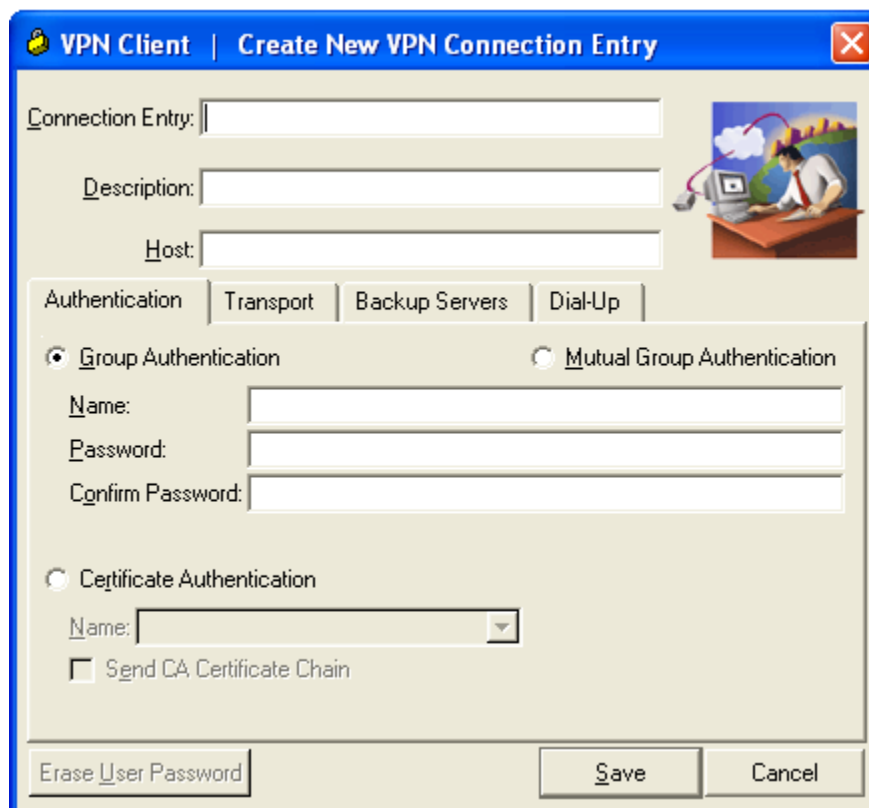 VPN Client | Create New VPN Connection Entry
Connection Entry:
Description:
Host:
Authentication Transport Backup Servers Dial-Up
Group Authentication Mutual Group Authentication
Name:
Password:
Confirm Password:
Certificate Authentication
Name:
Send CA Certificate Chain
Erase User Password Save Cancel